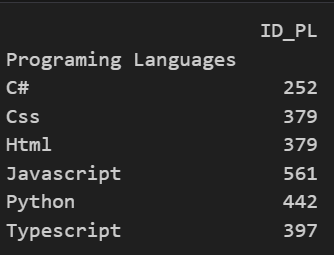 ID_PL
Programing Languages
C# 252
Css 379
Html 379
Javascript 561
Python 442
Typescript 397